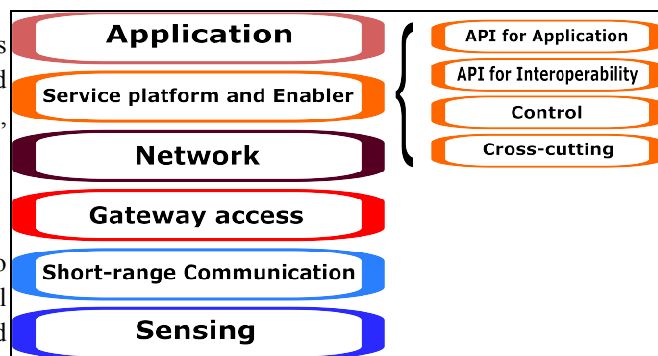 Application
Service platform and Enabler
Network
Gateway access
Short-range Communication
Sensing
API for Application
API for Interoperability
Control
Cross-cutting